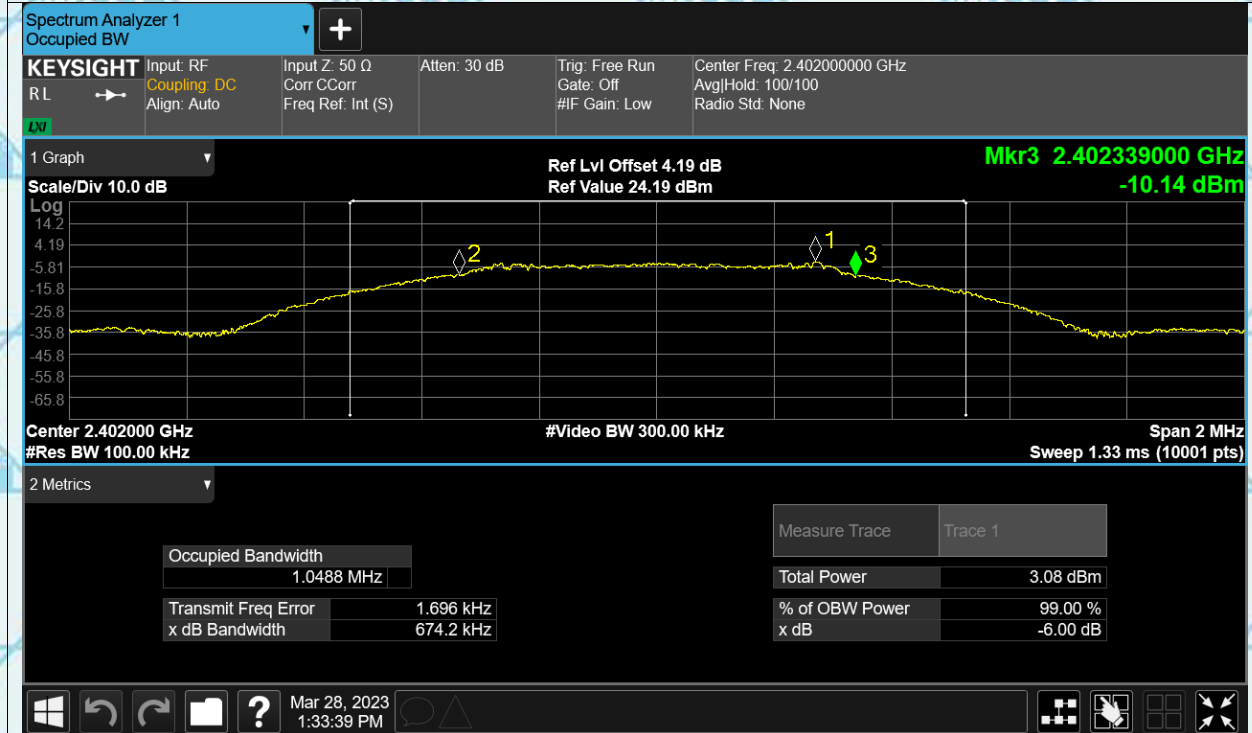 Spectrum Analyzer 1
Occupied BW
+
KEYSIGHT
RL
LXI
Input: RF
Coupling: DC
Align: Auto
Input Z: 50 Ω
Corr CCorr
Freq Ref: Int (S)
Atten: 30 dB
Trig: Free Run
Gate: Off
#IF Gain: Low
Center Freq: 2.402000000 GHz
Avg|Hold: 100/100
Radio Std: None
1 Graph
Scale/Div 10.0 dB
Ref Lvl Offset 4.19 dB
Ref Value 24.19 dBm
Mkr3 2.402339000 GHz
-10.14 dBm
Log
14.2
4.19
-5.81
-15.8
-25.8
-35.8
-45.8
-55.8
-65.8
2
1
3
Center 2.402000 GHz
#Video BW 300.00 kHz
Span 2 MHz
#Res BW 100.00 kHz
Sweep 1.33 ms (10001 pts)
2 Metrics
Occupied Bandwidth
1.0488 MHz
Transmit Freq Error 1.696 kHz
x dB Bandwidth 674.2 kHz
Measure Trace Trace 1
Total Power 3.08 dBm
% of OBW Power 99.00 %
x dB -6.00 dB
?
Mar 28, 2023
1:33:39 PM